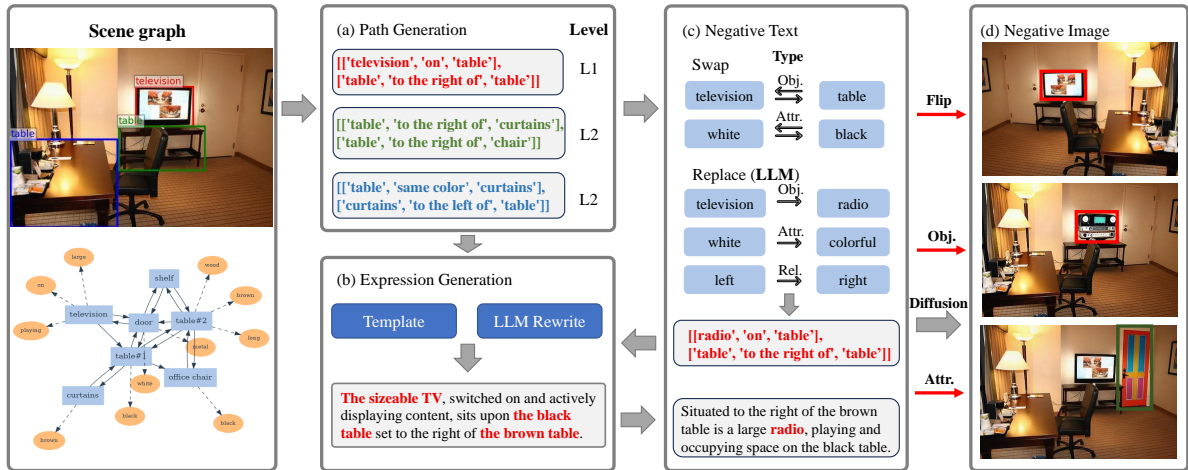 Scene graph
television
table
table
large
on
playing
television
shelf
door
table#2
wood
brown
long
metal
table#1
white
office chair
curtains
black
brown
black
(a) Path Generation
Level
[['television', 'on', 'table'],
['table', 'to the right of', 'table']]
L1
[['table', 'to the right of', 'curtains'],
['table', 'to the right of', 'chair']]
L2
[['table', 'same color', 'curtains'],
['curtains', 'to the left of', 'table']]
L2
(b) Expression Generation
Template
LLM Rewrite
The sizeable TV, switched on and actively
displaying content, sits upon the black
table set to the right of the brown table.
(c) Negative Text
Swap
Type
television
Obj.
table
white
Attr.
black
Replace (LLM)
television
Obj.
radio
white
Attr.
colorful
left
Rel.
right
[[radio', 'on', 'table'],
['table', 'to the right of', 'table']]
Situated to the right of the brown
table is a large radio, playing and
occupying space on the black table.
Flip
Obj.
Diffusion
Attr.
(d) Negative Image